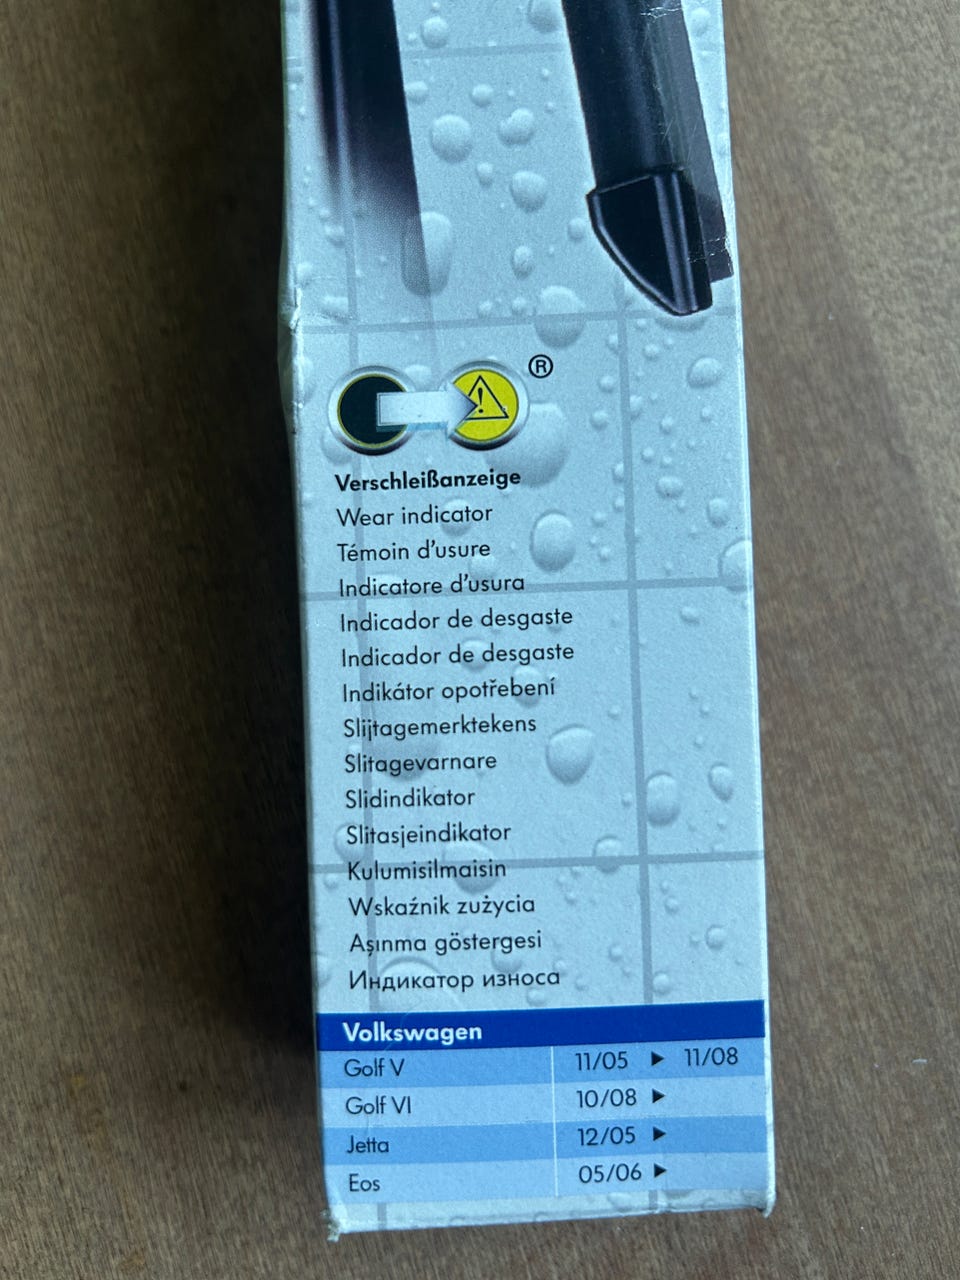 ®
Verschleißanzeige
Wear indicator
Témoin d’usure
Indicatore d’usura
Indicador de desgaste
Indicador de desgaste
Indikátor opotřebení
Slijtagemerktekens
Slitagevarnare
Slidindikator
Slitasjeindikator
Kulumisilmaisin
Wskaźnik zużycia
Aşınma göstergesi
Индикатор износа
Volkswagen
Golf V 11/05 ▶ 11/08
Golf VI 10/08 ▶
Jetta 12/05 ▶
Eos 05/06 ▶